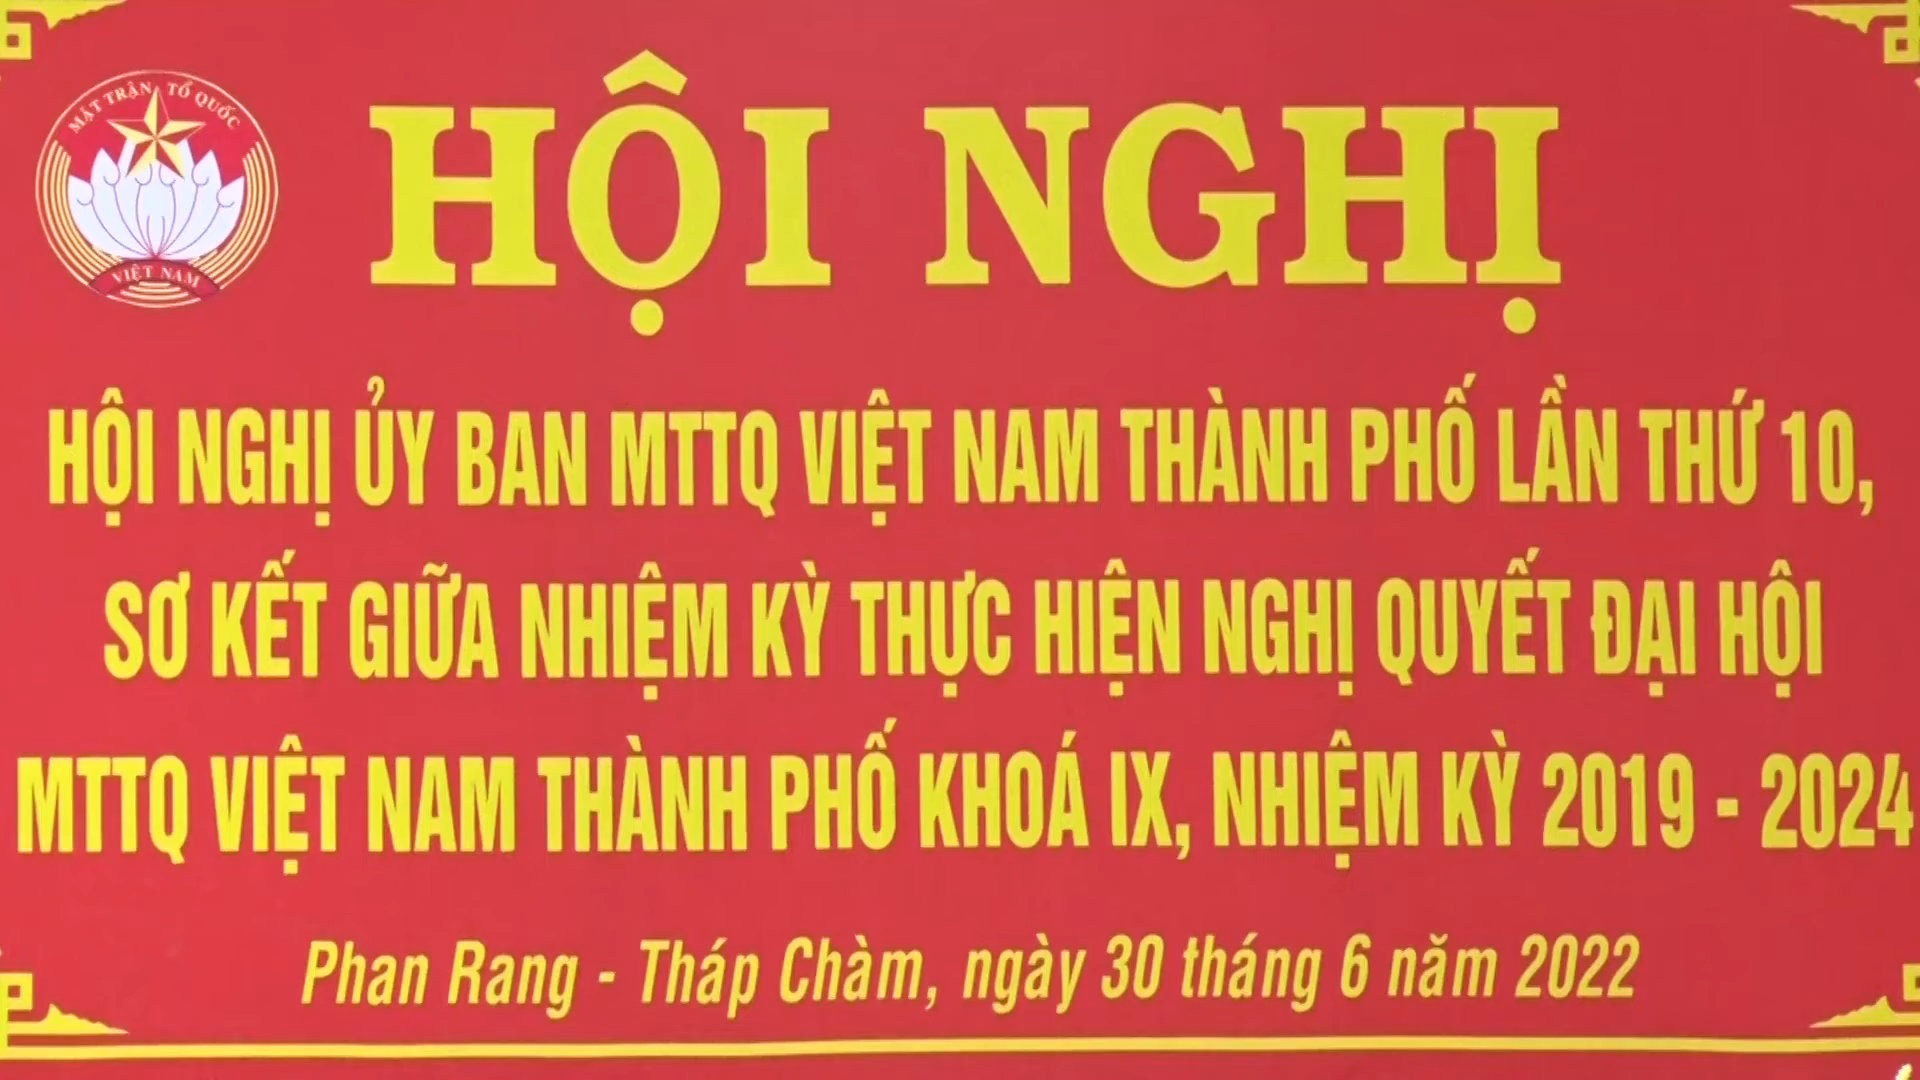 MẶT TRẬN TỔ QUỐC
VIỆT NAM
HỘI NGHỊ
HỘI NGHỊ ỦY BAN MTTQ VIỆT NAM THÀNH PHỐ LẦN THỨ 10,
SƠ KẾT GIỮA NHIỆM KỲ THỰC HIỆN NGHỊ QUYẾT ĐẠI HỘI
MTTQ VIỆT NAM THÀNH PHỐ KHOÁ IX, NHIỆM KỲ 2019 - 2024
Phan Rang - Tháp Chàm, ngày 30 tháng 6 năm 2022